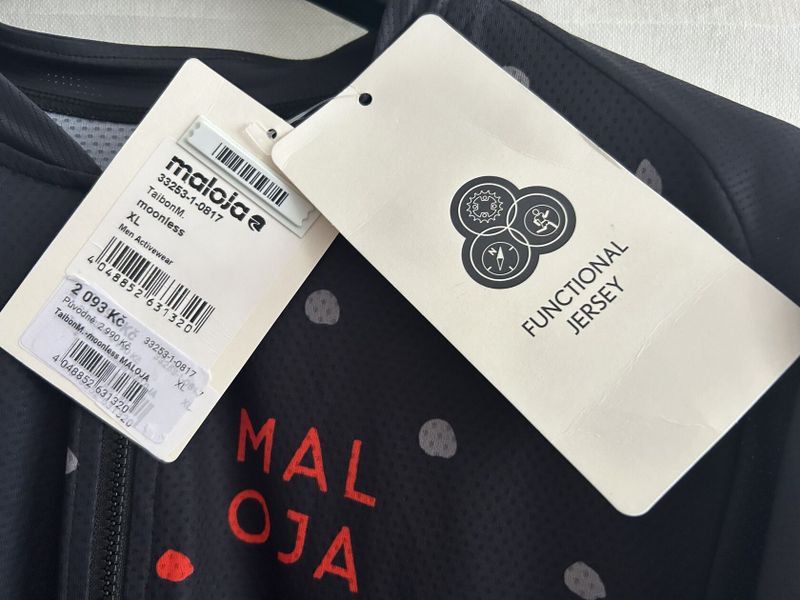 maloja
33253-1-0817
TaibonM.
moonless
XL
Men Activewear
4 048852 631320
2 093 Kč
Původně: 2.990 Kč
33253-1-0817
TaibonM.-moonless MALOJA
XL
XL
4 048852 631320
N
FUNCTIONAL
JERSEY
MAL
OJA